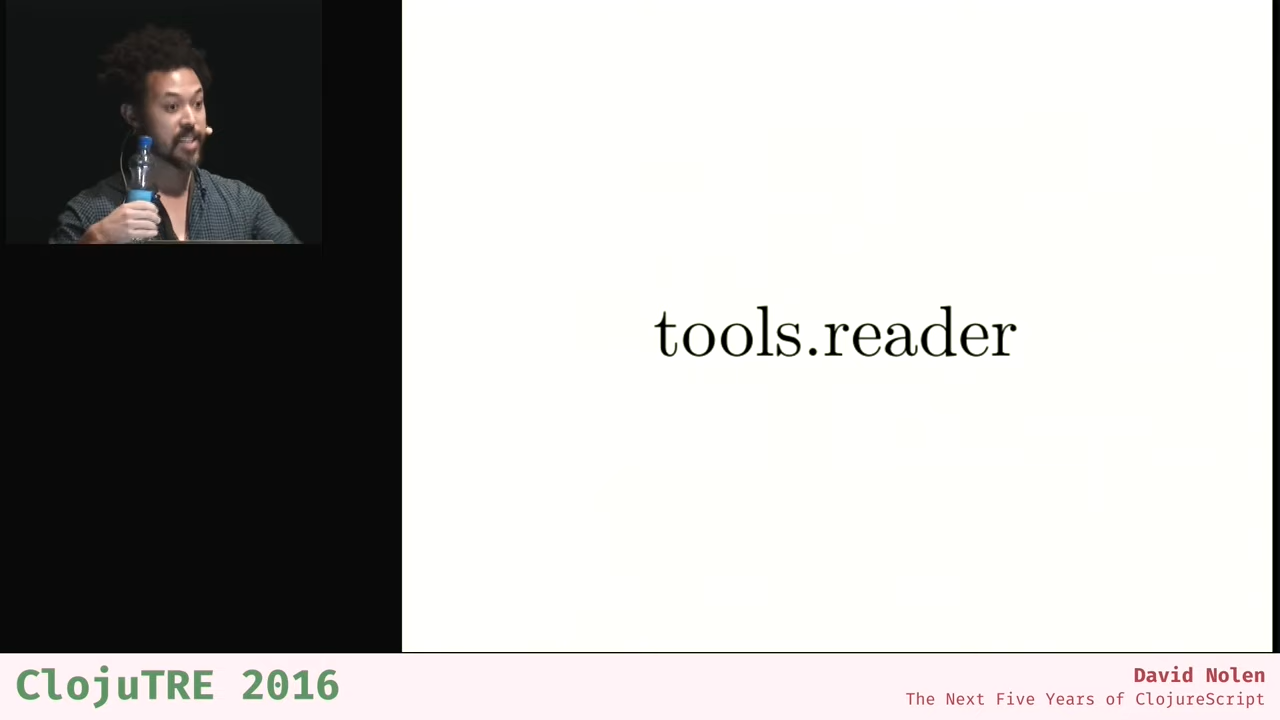 tools.reader
ClojuTRE 2016
David Nolen
The Next Five Years of ClojureScript